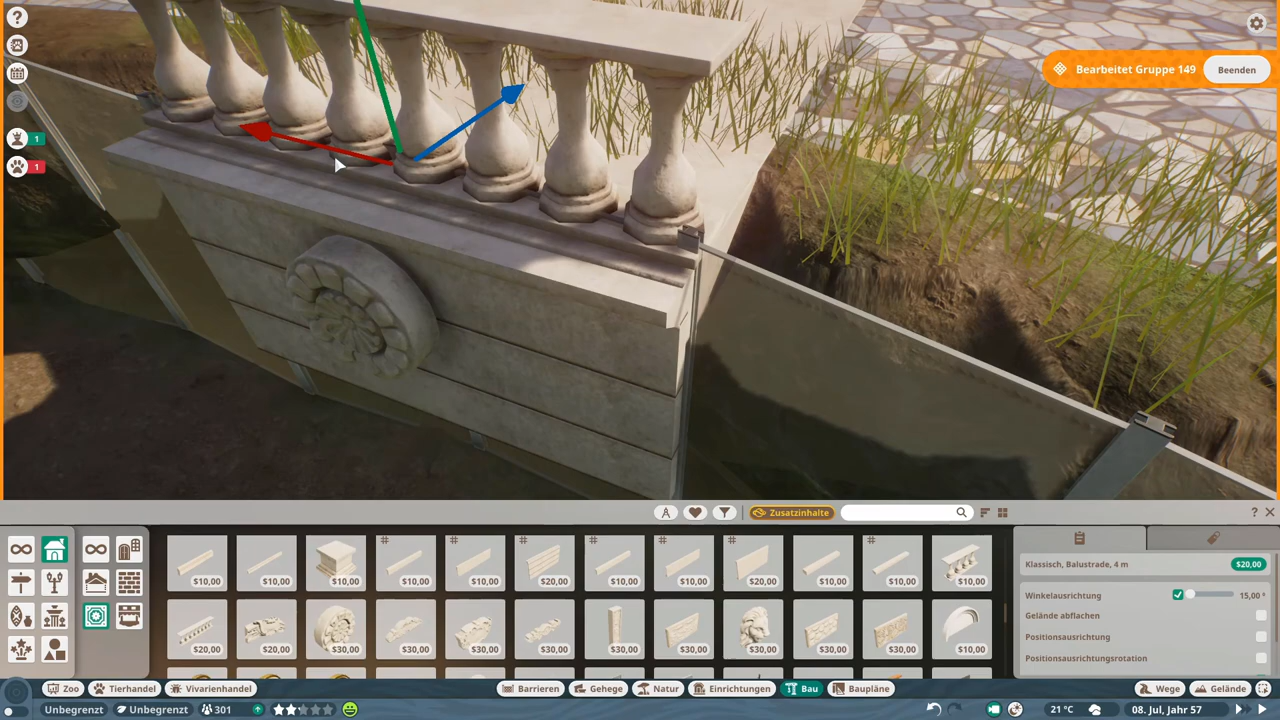 ?
Bearbeitet Gruppe 149 Beenden
1
1
Zusatzinhalte
? ×
$10,00 $10,00 $10,00 $10,00 $10,00 $20,00 $10,00 $10,00 $20,00 $10,00 $10,00 $10,00
$20,00 $20,00 $30,00 $30,00 $30,00 $30,00 $10,00 $30,00 $30,00 $30,00 $30,00 $10,00
Klassisch, Balustrade, 4 m $20,00
Winkelausrichtung 15,00 °
Gelände abflachen
Positionsausrichtung
Positionsausrichtungsrotation
Zoo Tierhandel Vivarienhandel Barrieren Gehege Natur Einrichtungen Bau Baupläne Wege Gelände
Unbegrenzt Unbegrenzt 301 21 °C 08. Jul, Jahr 57